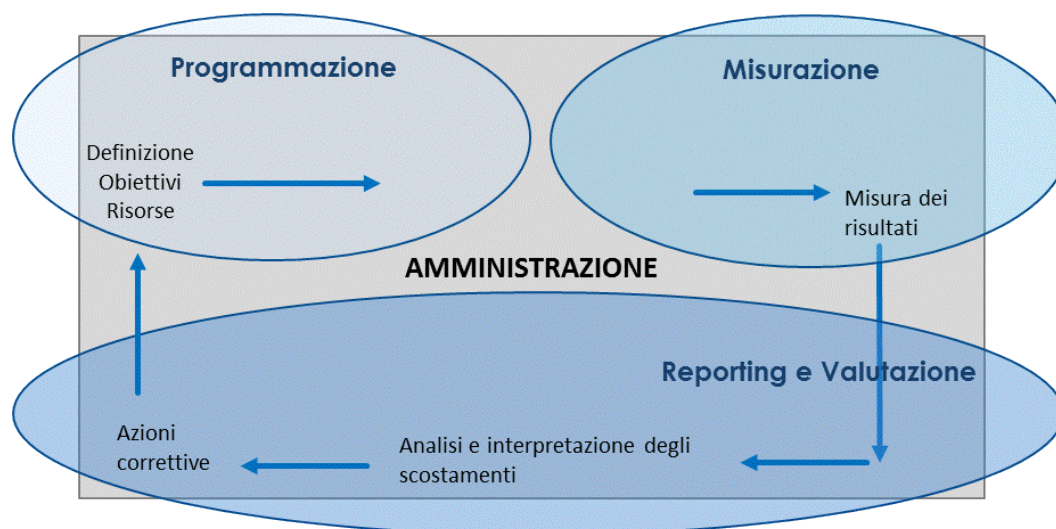 Programmazione
Misurazione
Definizione
Obiettivi
Risorse
Misura dei
risultati
AMMINISTRAZIONE
Reporting e Valutazione
Azioni
correttive
Analisi e interpretazione degli
scostamenti